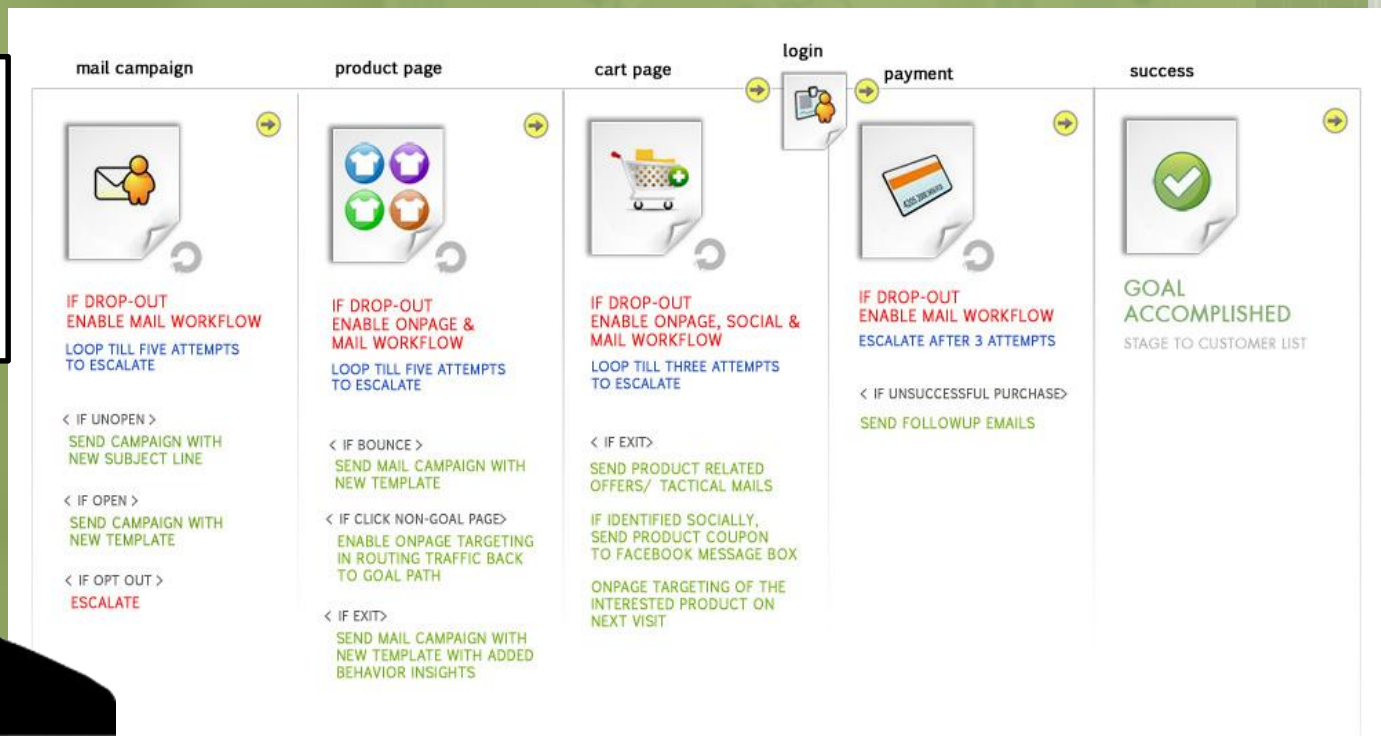 mail campaign
IF DROP-OUT
ENABLE MAIL WORKFLOW
LOOP TILL FIVE ATTEMPTS
TO ESCALATE
< IF UNOPEN >
SEND CAMPAIGN WITH
NEW SUBJECT LINE
< IF OPEN >
SEND CAMPAIGN WITH
NEW TEMPLATE
< IF OPT OUT >
ESCALATE
product page
IF DROP-OUT
ENABLE ONPAGE &
MAIL WORKFLOW
LOOP TILL FIVE ATTEMPTS
TO ESCALATE
< IF BOUNCE >
SEND MAIL CAMPAIGN WITH
NEW TEMPLATE
< IF CLICK NON-GOAL PAGE>
ENABLE ONPAGE TARGETING
IN ROUTING TRAFFIC BACK
TO GOAL PATH
< IF EXIT>
SEND MAIL CAMPAIGN WITH
NEW TEMPLATE WITH ADDED
BEHAVIOR INSIGHTS
cart page
IF DROP-OUT
ENABLE ONPAGE, SOCIAL &
MAIL WORKFLOW
LOOP TILL THREE ATTEMPTS
TO ESCALATE
< IF EXIT>
SEND PRODUCT RELATED
OFFERS/ TACTICAL MAILS
IF IDENTIFIED SOCIALLY,
SEND PRODUCT COUPON
TO FACEBOOK MESSAGE BOX
ONPAGE TARGETING OF THE
INTERESTED PRODUCT ON
NEXT VISIT
login
payment
IF DROP-OUT
ENABLE MAIL WORKFLOW
ESCALATE AFTER 3 ATTEMPTS
< IF UNSUCCESSFUL PURCHASE>
SEND FOLLOWUP EMAILS
success
GOAL
ACCOMPLISHED
STAGE TO CUSTOMER LIST